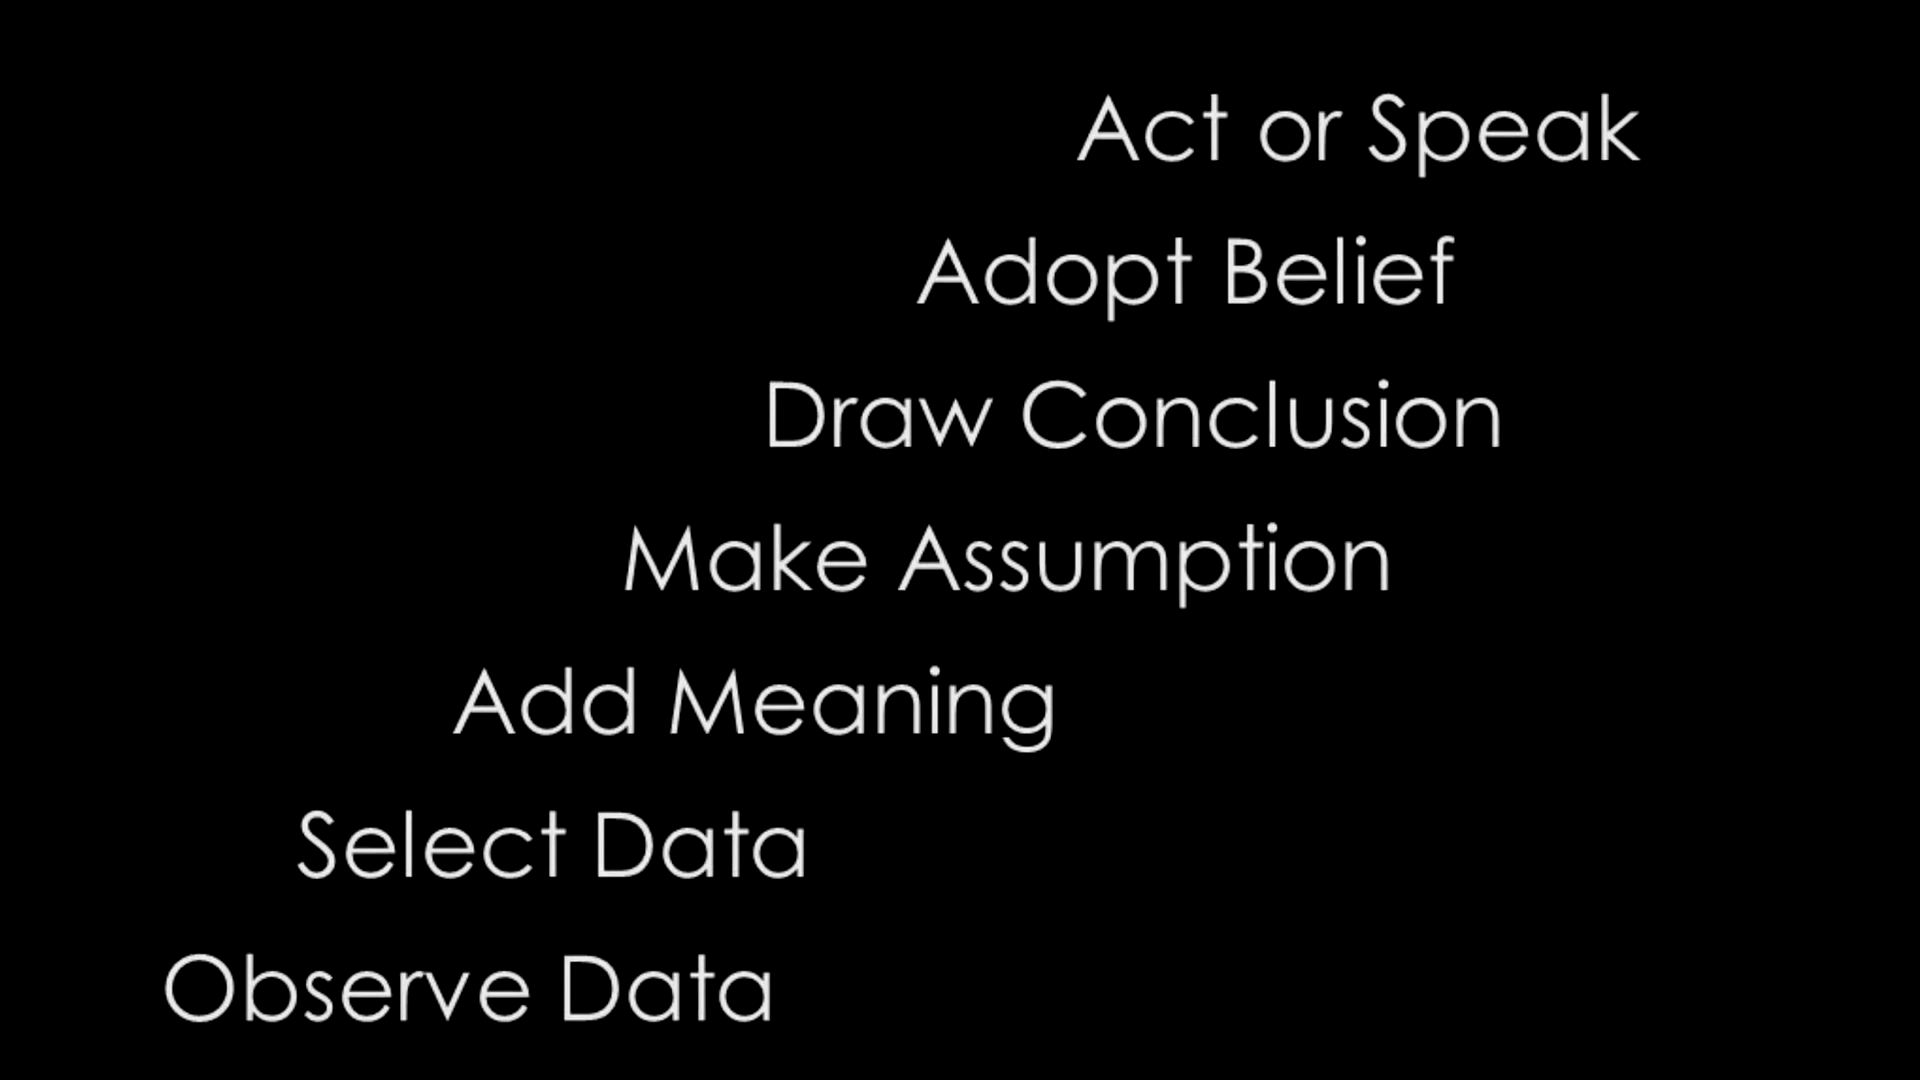 Act or Speak
Adopt Belief
Draw Conclusion
Make Assumption
Add Meaning
Select Data
Observe Data